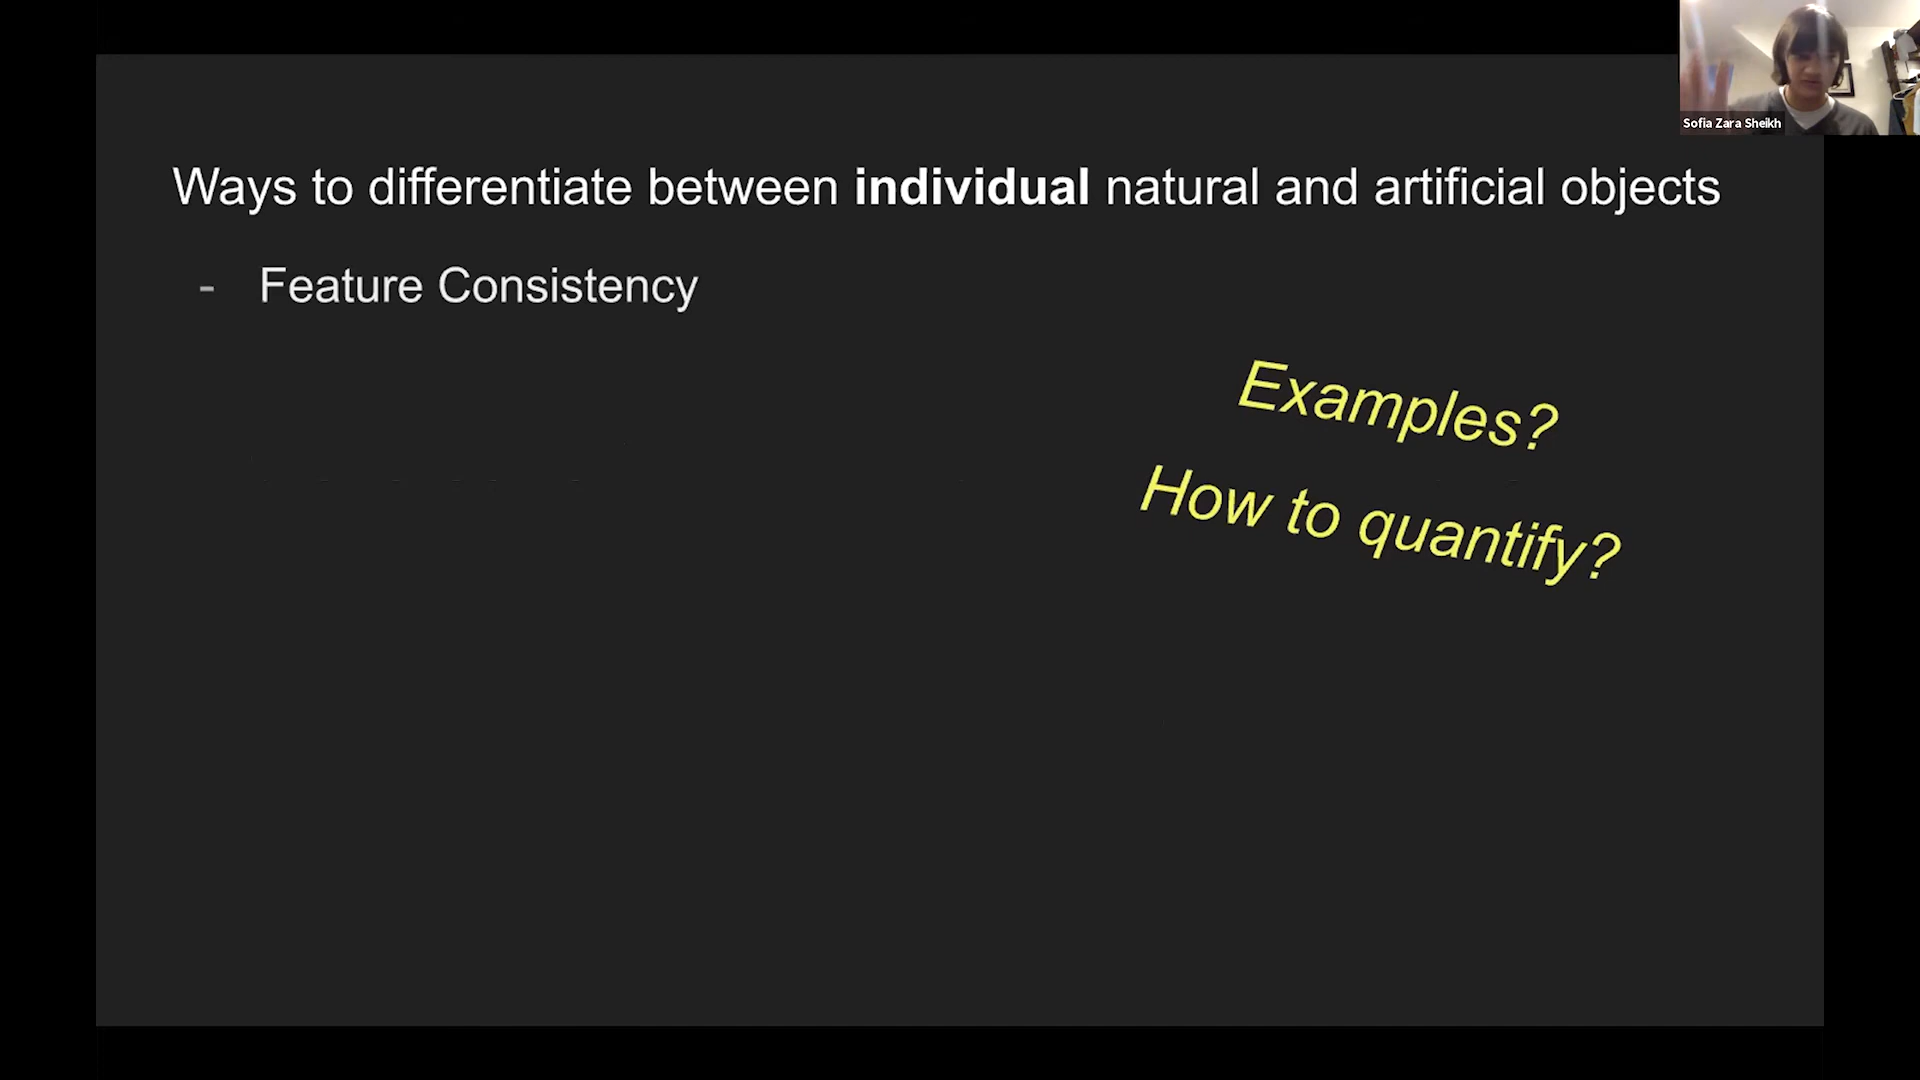 Sofia Zara Sheikh
Ways to differentiate between individual natural and artificial objects
- Feature Consistency
Examples?
How to quantify?